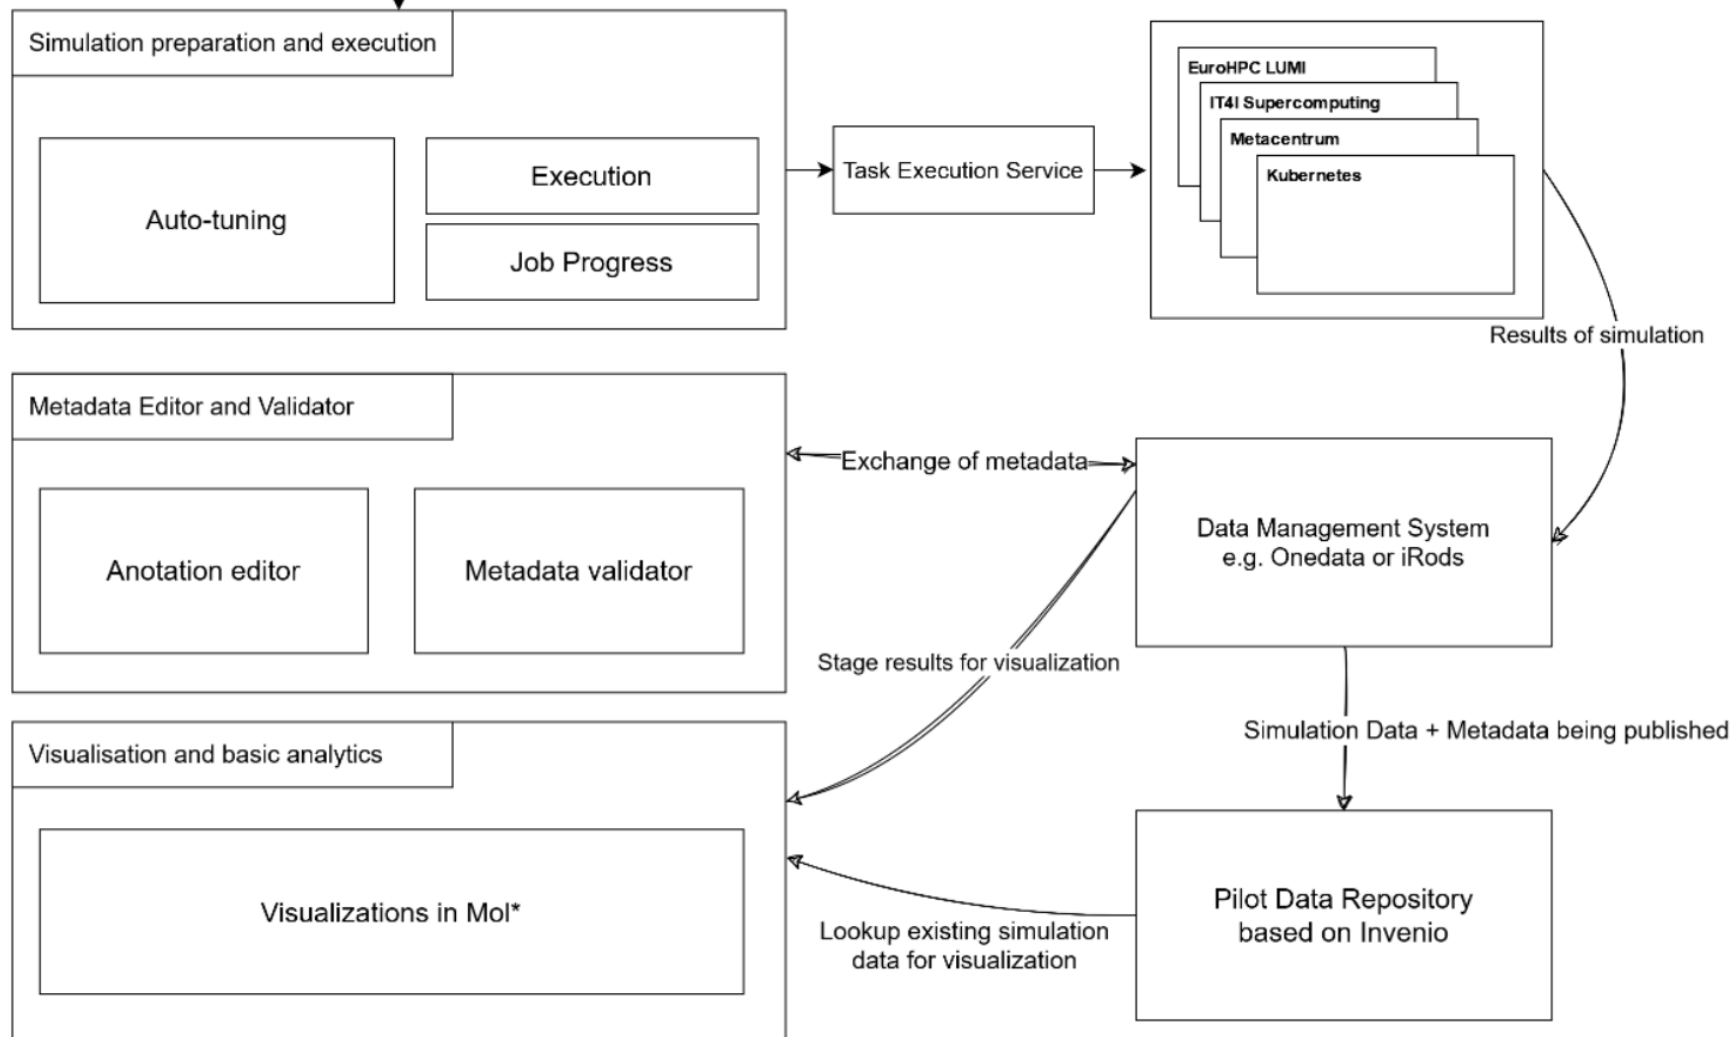 Simulation preparation and execution
Auto-tuning
Execution
Job Progress
Task Execution Service
EuroHPC LUMI
IT4I Supercomputing
Metacentrum
Kubernetes
Results of simulation
Metadata Editor and Validator
Anotation editor
Metadata validator
Exchange of metadata
Data Management System
e.g. Onedata or iRods
Stage results for visualization
Simulation Data + Metadata being published
Visualisation and basic analytics
Visualizations in Mol*
Lookup existing simulation
data for visualization
Pilot Data Repository
based on Invenio